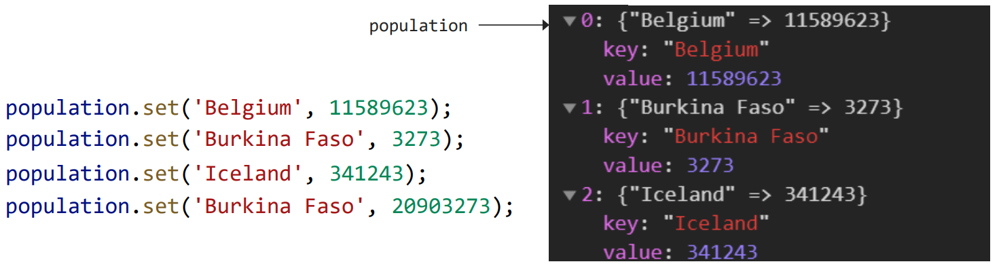 population
population.set('Belgium', 11589623);
population.set('Burkina Faso', 3273);
population.set('Iceland', 341243);
population.set('Burkina Faso', 20903273);
0: {"Belgium" => 11589623}
key: "Belgium"
value: 11589623
1: {"Burkina Faso" => 3273}
key: "Burkina Faso"
value: 3273
2: {"Iceland" => 341243}
key: "Iceland"
value: 341243